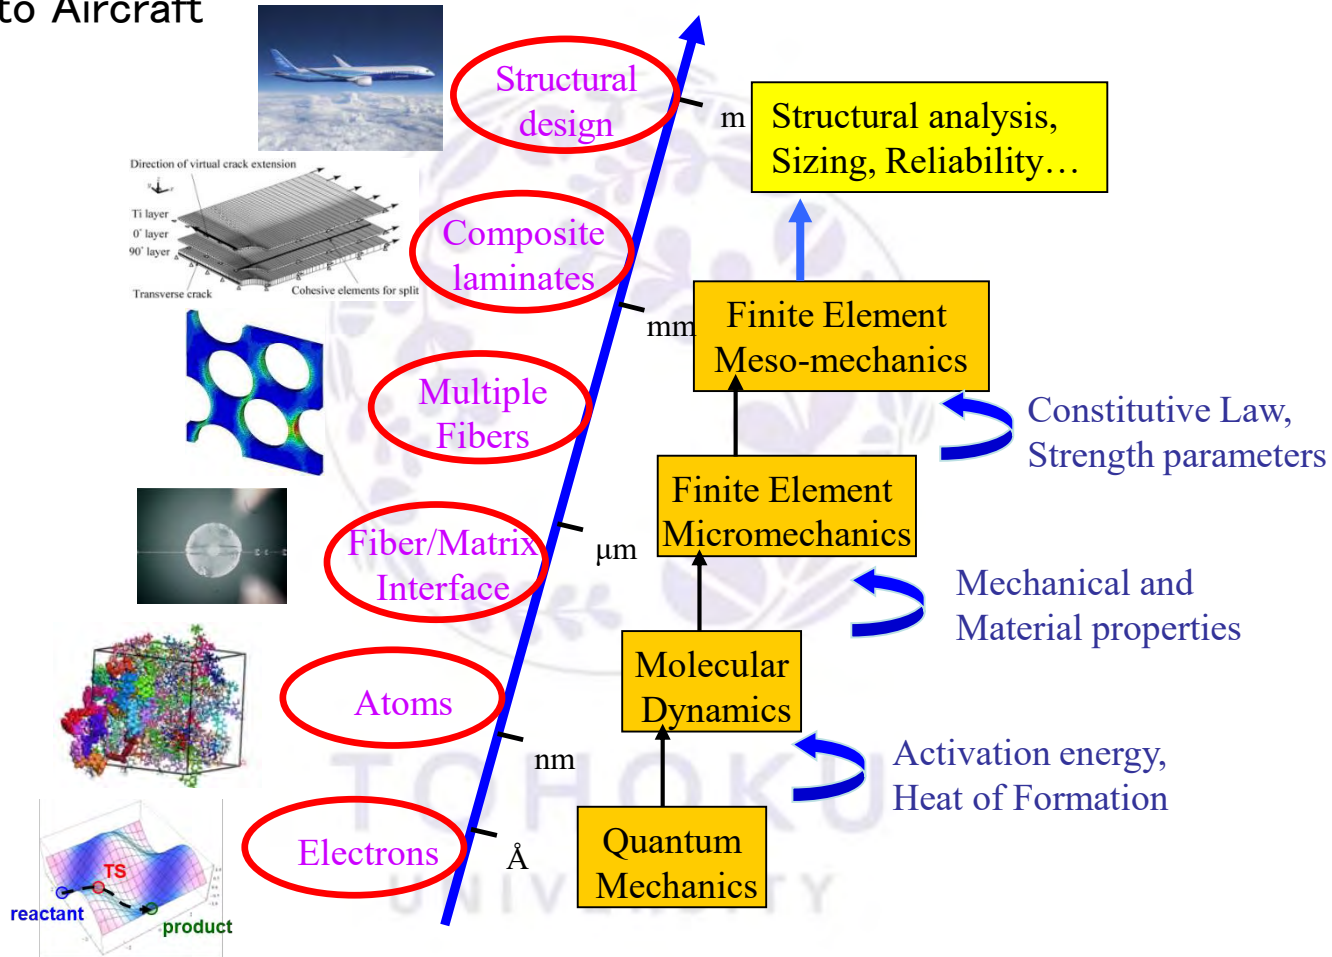 to Aircraft
Structural
design
m
Structural analysis,
Sizing, Reliability…
Direction of virtual crack extension
Ti layer
0° layer
90° layer
Transverse crack
Cohesive elements for split
Composite
laminates
mm
Finite Element
Meso-mechanics
Multiple
Fibers
Constitutive Law,
Strength parameters
Finite Element
Micromechanics
Fiber/Matrix
Interface
μm
Mechanical and
Material properties
Molecular
Dynamics
Atoms
nm
Activation energy,
Heat of Formation
Electrons
Å
Quantum
Mechanics
TS
reactant
product
TOHOKU
UNIVERSITY